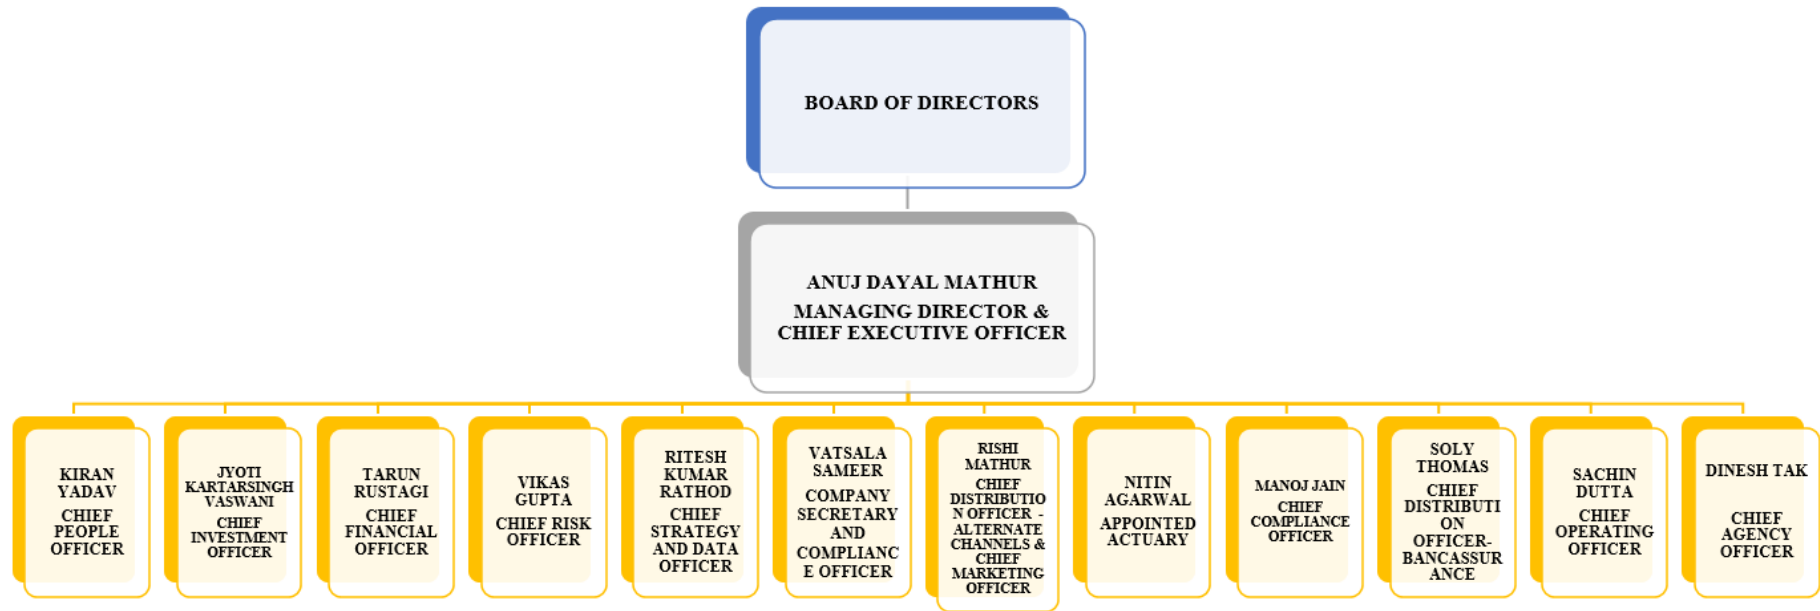 BOARD OF DIRECTORS
ANUJ DAYAL MATHUR
MANAGING DIRECTOR &
CHIEF EXECUTIVE OFFICER
KIRAN
YADAV
CHIEF
PEOPLE
OFFICER
JYOTI
KARTARSINGH
VASWANI
CHIEF
INVESTMENT
OFFICER
TARUN
RUSTAGI
CHIEF
FINANCIAL
OFFICER
VIKAS
GUPTA
CHIEF RISK
OFFICER
RITESH
KUMAR
RATHOD
CHIEF
STRATEGY
AND DATA
OFFICER
VATSALA
SAMEER
COMPANY
SECRETARY
AND
COMPLIANC
E OFFICER
RISHI
MATHUR
CHIEF
DISTRIBUTIO
N OFFICER -
ALTERNATE
CHANNELS &
CHIEF
MARKETING
OFFICER
NITIN
AGARWAL
APPOINTED
ACTUARY
MANOJ JAIN
CHIEF
COMPLIANCE
OFFICER
SOLY
THOMAS
CHIEF
DISTRIBUTI
ON
OFFICER-
BANCASSUR
ANCE
SACHIN
DUTTA
CHIEF
OPERATING
OFFICER
DINESH TAK
CHIEF
AGENCY
OFFICER